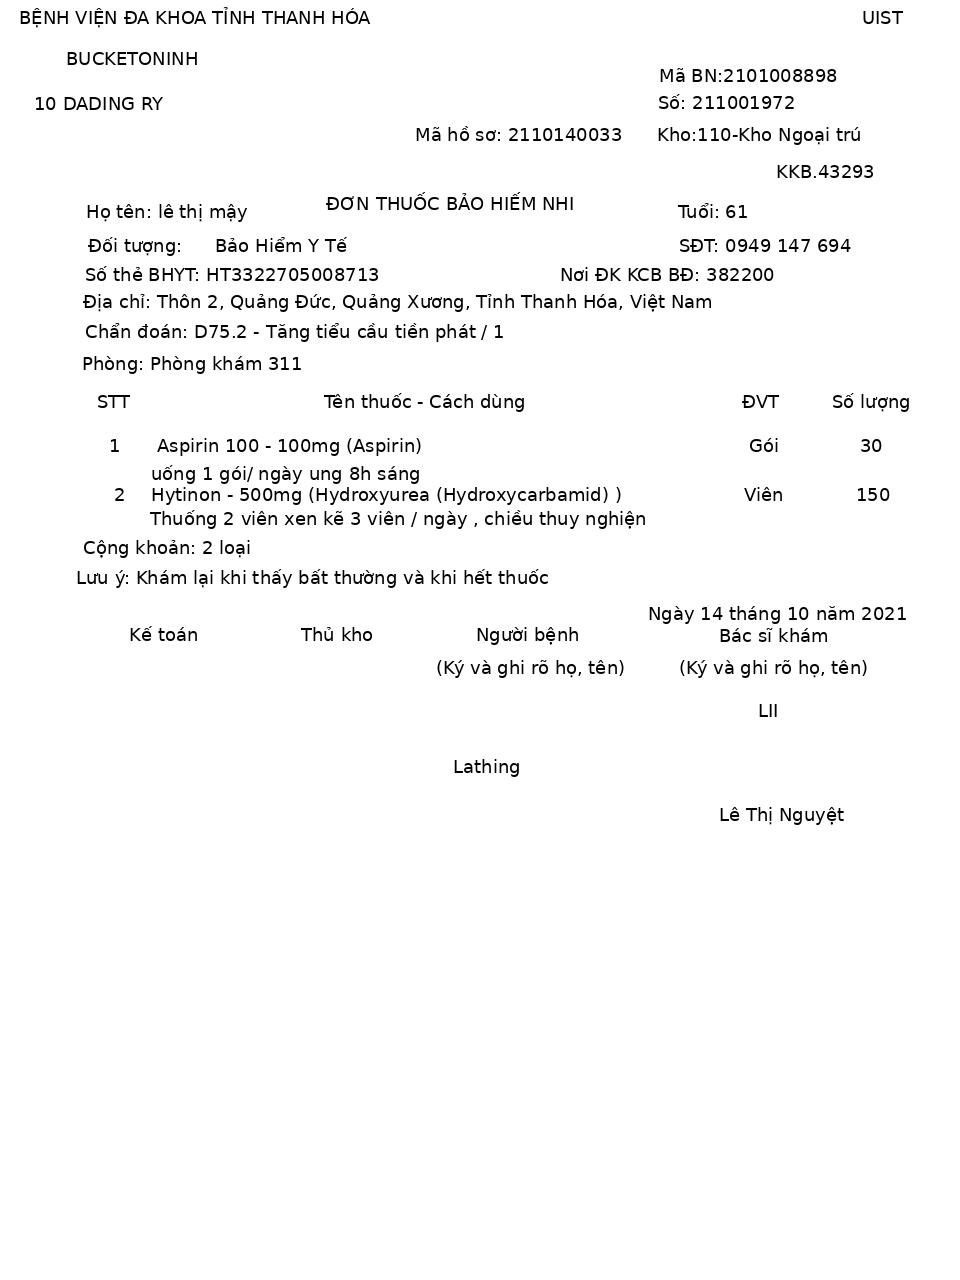 BỆNH VIỆN ĐA KHOA TỈNH THANH HÓA UIST
BUCKETONINH
Mã BN:2101008898
10 DADING RY Số: 211001972
Mã hồ sơ: 2110140033 Kho:110-Kho Ngoại trú
KKB.43293
ĐƠN THUỐC BẢO HIẾM NHI
Họ tên: lê thị mậy Tuổi: 61
Đối tượng: Bảo Hiểm Y Tế SĐT: 0949 147 694
Số thẻ BHYT: HT3322705008713 Nơi ĐK KCB BĐ: 382200
Địa chỉ: Thôn 2, Quảng Đức, Quảng Xương, Tỉnh Thanh Hóa, Việt Nam
Chẩn đoán: D75.2 - Tăng tiểu cầu tiền phát / 1
Phòng: Phòng khám 311
STT Tên thuốc - Cách dùng ĐVT Số lượng
1 Aspirin 100 - 100mg (Aspirin) Gói 30
uống 1 gói/ ngày ung 8h sáng
2 Hytinon - 500mg (Hydroxyurea (Hydroxycarbamid) ) Viên 150
Thuống 2 viên xen kẽ 3 viên / ngày , chiều thuy nghiện
Cộng khoản: 2 loại
Lưu ý: Khám lại khi thấy bất thường và khi hết thuốc
Ngày 14 tháng 10 năm 2021
Kế toán Thủ kho Người bệnh Bác sĩ khám
(Ký và ghi rõ họ, tên) (Ký và ghi rõ họ, tên)
LII
Lathing
Lê Thị Nguyệt